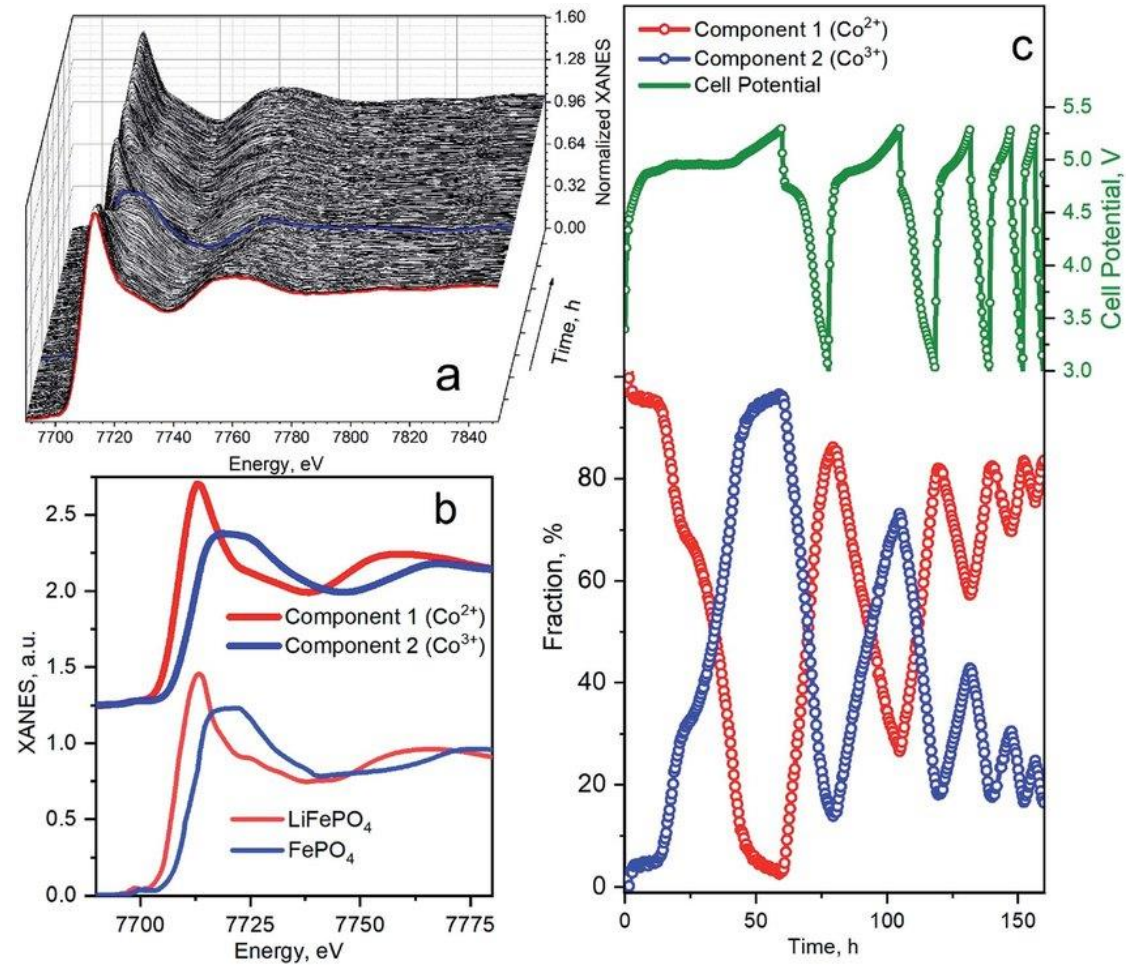 1.60
1.28
0.96
0.64
0.32
0.00
Normalized XANES
Time, h
a
7700 7720 7740 7760 7780 7800 7820 7840
Energy, eV
b
2.5
2.0
1.5
1.0
0.5
0.0
XANES, a.u.
Component 1 (Co²⁺)
Component 2 (Co³⁺)
LiFePO₄
FePO₄
7700 7725 7750 7775
Energy, eV
Component 1 (Co²⁺)
Component 2 (Co³⁺)
Cell Potential
c
5.5
5.0
4.5
4.0
3.5
3.0
Cell Potential, V
80
60
40
20
0
Fraction, %
0 50 100 150
Time, h